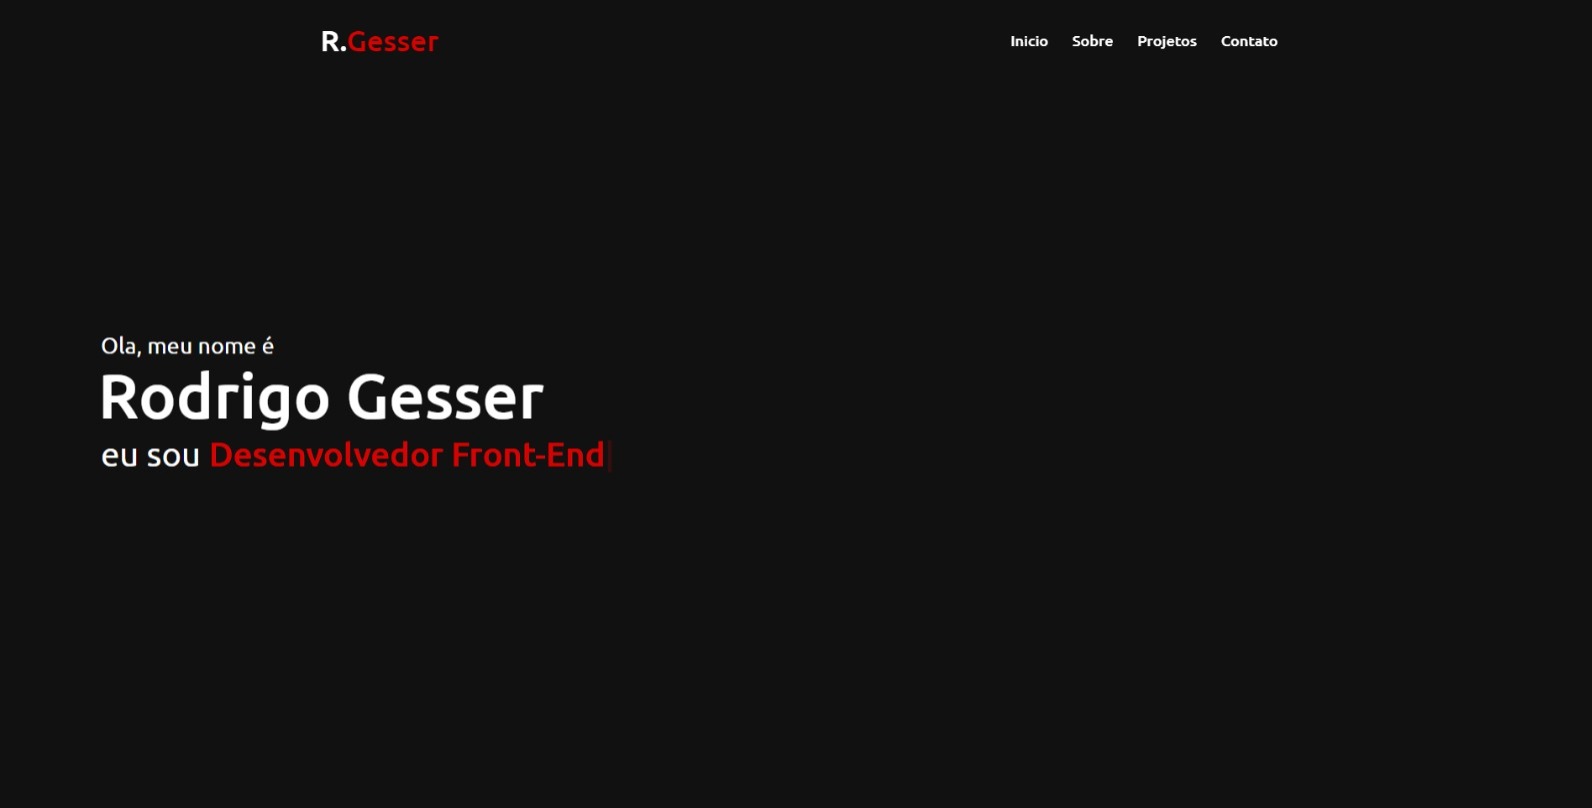 R.Gesser
Inicio Sobre Projetos Contato
Ola, meu nome é
Rodrigo Gesser
eu sou Desenvolvedor Front-End